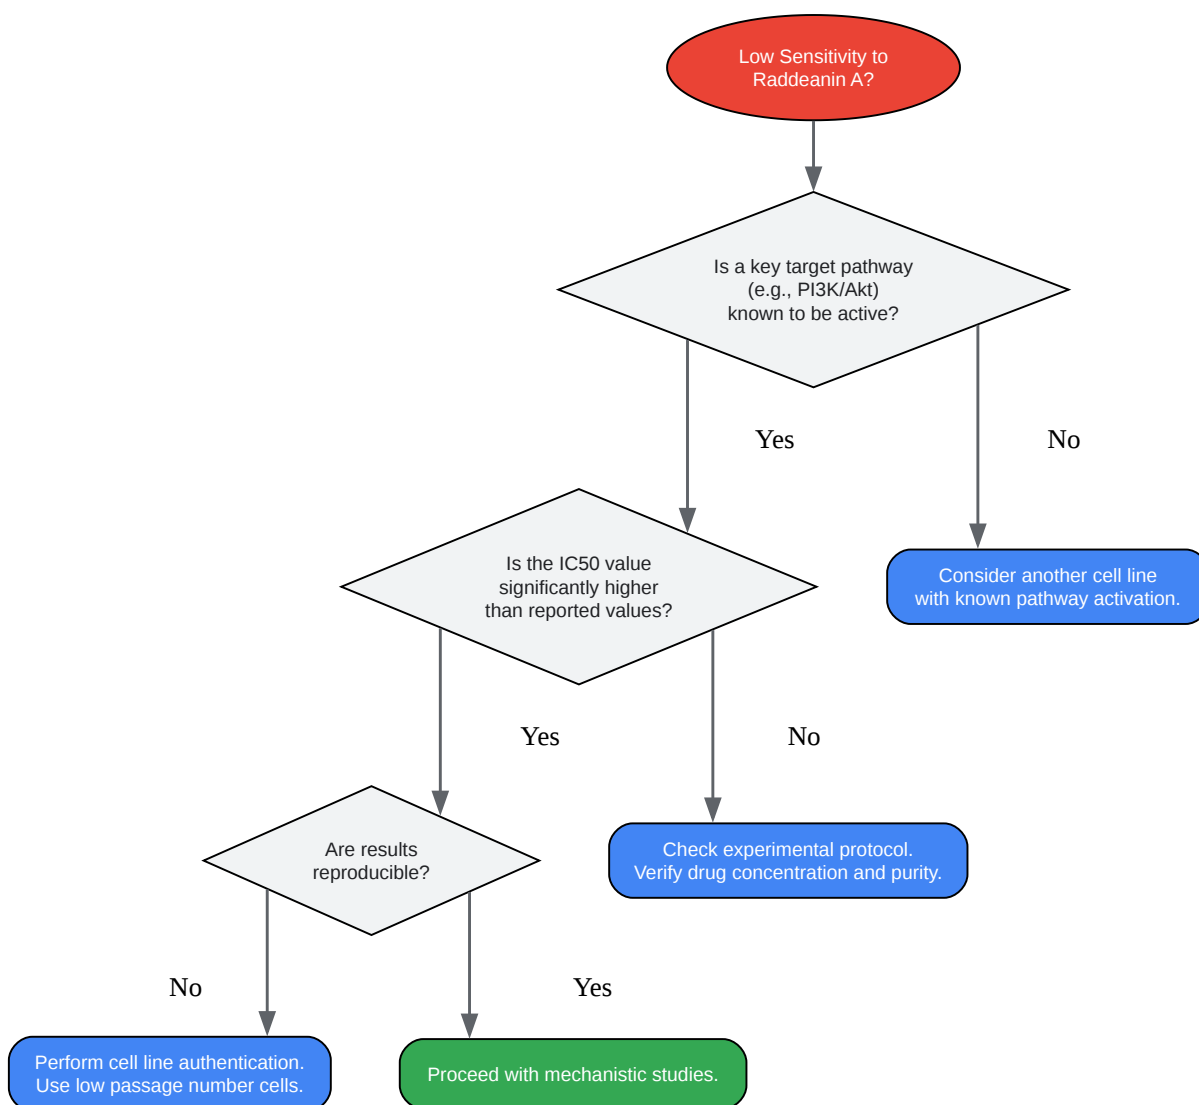 Low Sensitivity to
Raddeanin A?
Is a key target pathway
(e.g., PI3K/Akt)
known to be active?
Yes
No
Is the IC50 value
significantly higher
than reported values?
Consider another cell line
with known pathway activation.
Yes
No
Are results
reproducible?
Check experimental protocol.
Verify drug concentration and purity.
No
Yes
Perform cell line authentication.
Use low passage number cells.
Proceed with mechanistic studies.